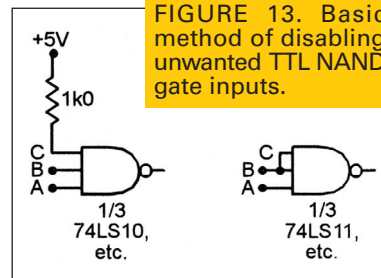 FIGURE 13. Basic
method of disabling
unwanted TTL NAND
gate inputs.
+5V
1k0
C
B
A
1/3
74LS10,
etc.
C
B
A
1/3
74LS11,
etc.